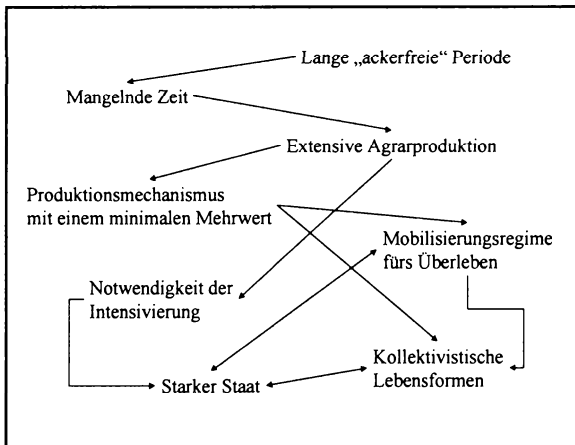 Lange „ackerfreie“ Periode
Mangelnde Zeit
Extensive Agrarproduktion
Produktionsmechanismus
mit einem minimalen Mehrwert
Mobilisierungsregime
fürs Überleben
Notwendigkeit der
Intensivierung
Kollektivistische
Lebensformen
Starker Staat